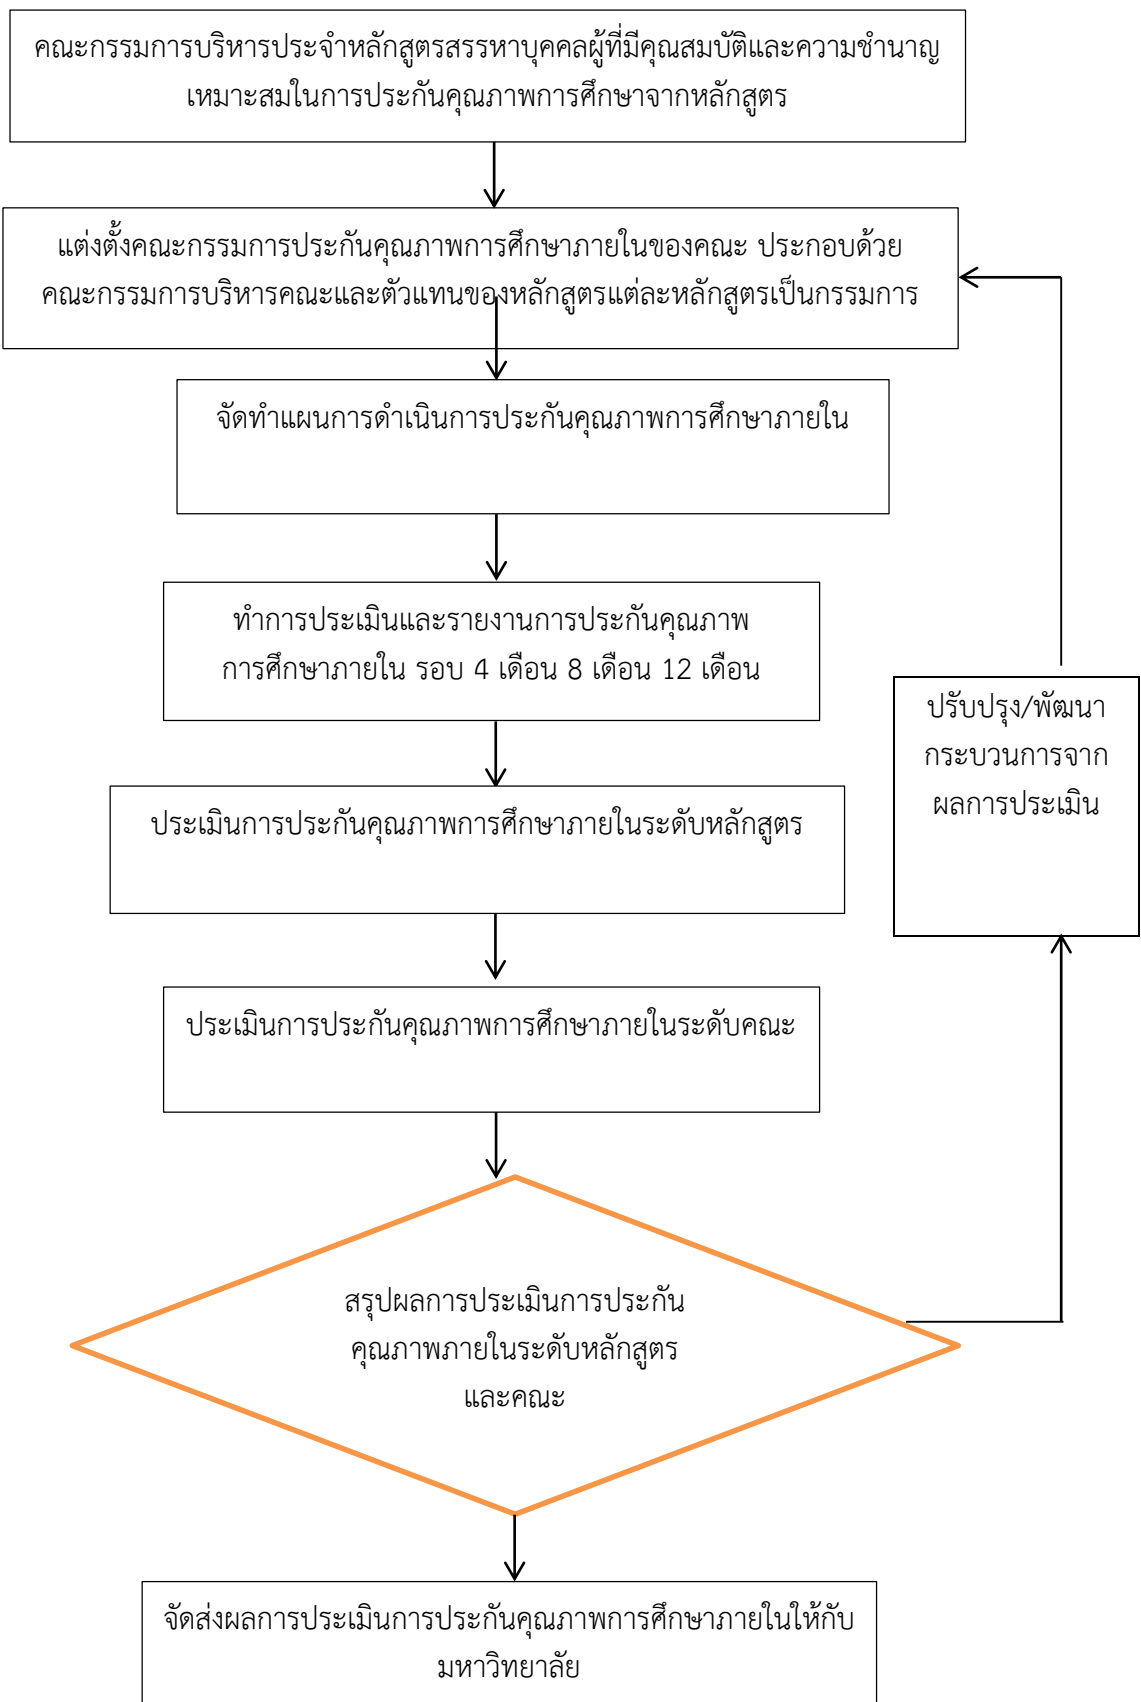 คณะกรรมการบริหารประจำหลักสูตรสรรหาบุคคลผู้ที่มีคุณสมบัติและความชำนาญ
เหมาะสมในการประกันคุณภาพการศึกษาจากหลักสูตร
แต่งตั้งคณะกรรมการประกันคุณภาพการศึกษาภายในของคณะ ประกอบด้วย
คณะกรรมการบริหารคณะและตัวแทนของหลักสูตรแต่ละหลักสูตรเป็นกรรมการ
จัดทำแผนการดำเนินการประกันคุณภาพการศึกษาภายใน
ทำการประเมินและรายงานการประกันคุณภาพ
การศึกษาภายใน รอบ 4 เดือน 8 เดือน 12 เดือน
ปรับปรุง/พัฒนา
กระบวนการจาก
ผลการประเมิน
ประเมินการประกันคุณภาพการศึกษาภายในระดับหลักสูตร
ประเมินการประกันคุณภาพการศึกษาภายในระดับคณะ
สรุปผลการประเมินการประกัน
คุณภาพภายในระดับหลักสูตร
และคณะ
จัดส่งผลการประเมินการประกันคุณภาพการศึกษาภายในให้กับ
มหาวิทยาลัย